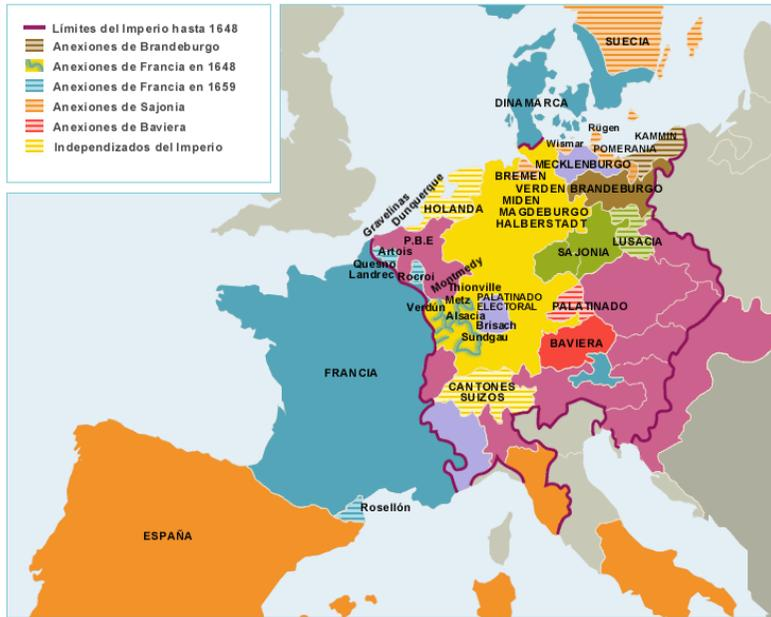 Límites del Imperio hasta 1648
Anexiones de Brandeburgo
Anexiones de Francia en 1648
Anexiones de Francia en 1659
Anexiones de Sajonia
Anexiones de Baviera
Independizados del Imperio
SUECIA
DINAMARCA
Rügen
KAMMIN
Wismar
POMERANIA
MECKLENBURGO
BREMEN
VERDEN
BRANDEBURGO
MIDEN
MAGDEBURGO
HALBERSTADT
Gravelinas
Dunquerque
HOLANDA
P.B.E
Artois
Quesno
Landrec
Rocroi
Montmedy
SAJONIA
LUSACIA
Thionville
Metz
Verdún
PALATINADO
ELECTORAL
PALATINADO
Alsacia
Brisach
Sundgau
BAVIERA
FRANCIA
CANTONES
SUIZOS
Rosellón
ESPAÑA